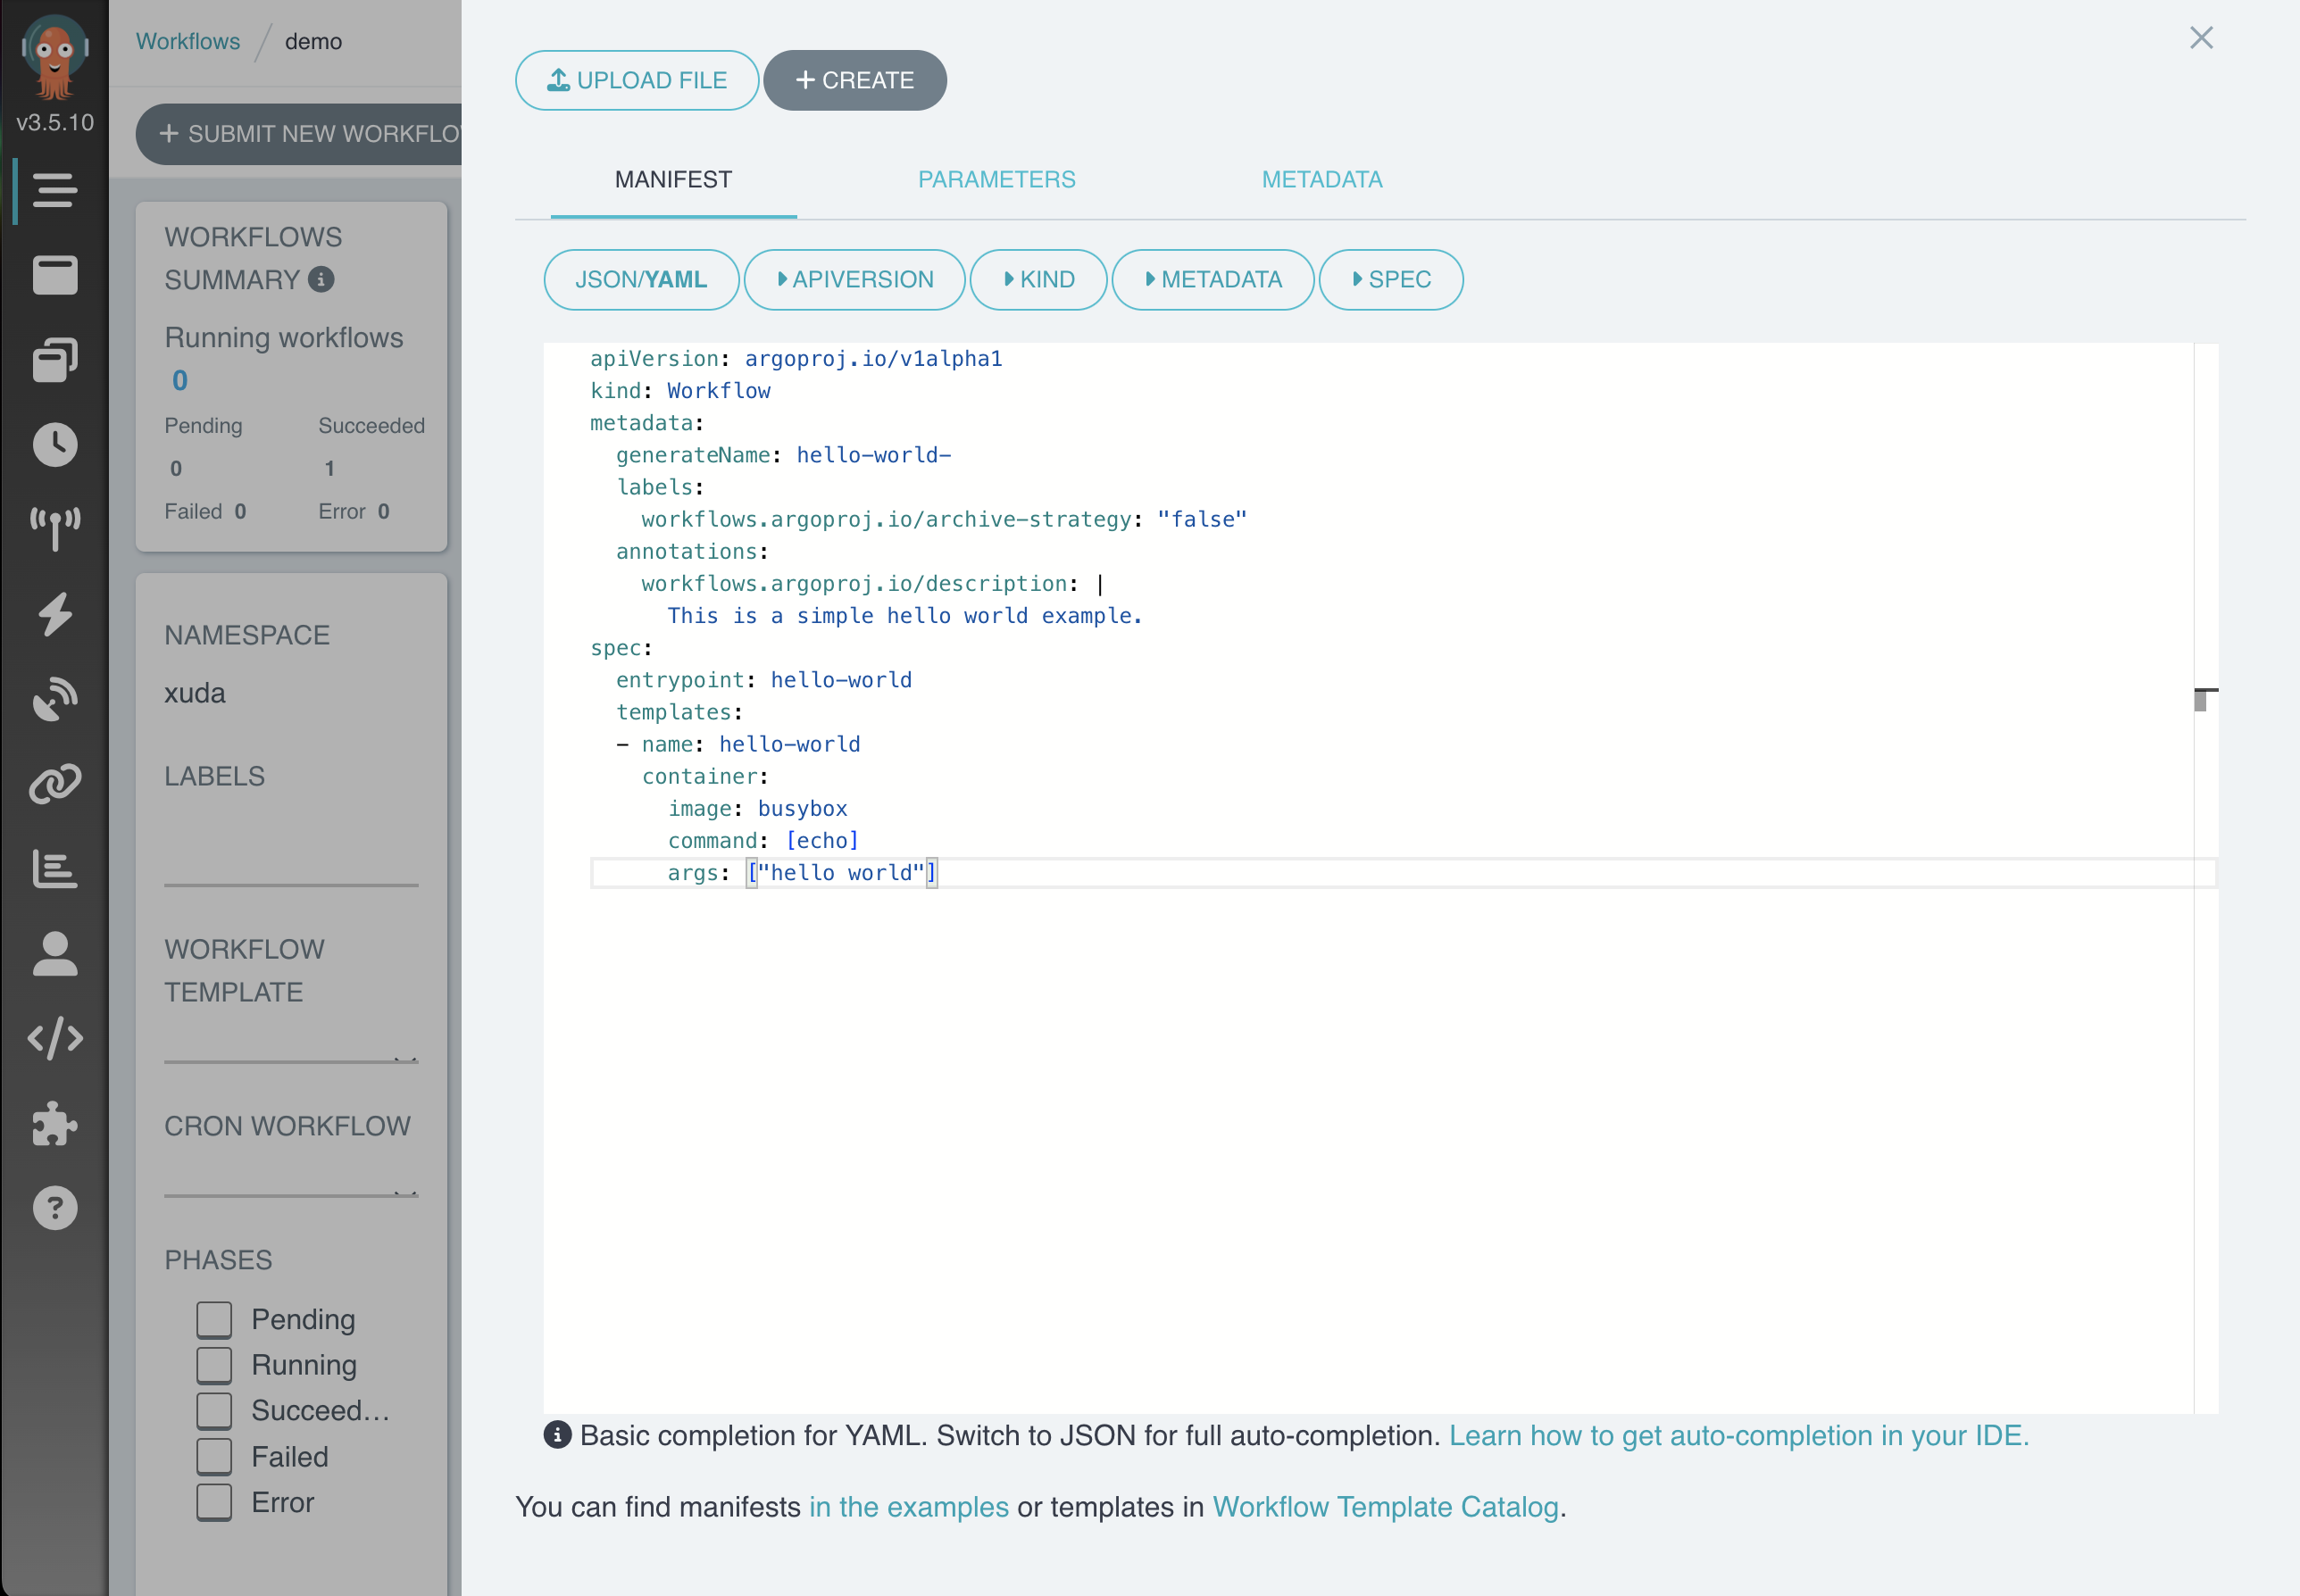 v3.5.10
Workflows / demo
+ SUBMIT NEW WORKFLO
WORKFLOWS
SUMMARY
Running workflows
0
Pending Succeeded
0 1
Failed 0 Error 0
NAMESPACE
xuda
LABELS
WORKFLOW
TEMPLATE
CRON WORKFLOW
PHASES
Pending
Running
Succeed…
Failed
Error
UPLOAD FILE + CREATE
MANIFEST PARAMETERS METADATA
JSON/YAML APIVERSION KIND METADATA SPEC
apiVersion: argoproj.io/v1alpha1
kind: Workflow
metadata:
  generateName: hello-world-
  labels:
    workflows.argoproj.io/archive-strategy: "false"
  annotations:
    workflows.argoproj.io/description: |
      This is a simple hello world example.
spec:
  entrypoint: hello-world
  templates:
  - name: hello-world
    container:
      image: busybox
      command: [echo]
      args: ["hello world"]
Basic completion for YAML. Switch to JSON for full auto-completion. Learn how to get auto-completion in your IDE.
You can find manifests in the examples or templates in Workflow Template Catalog.